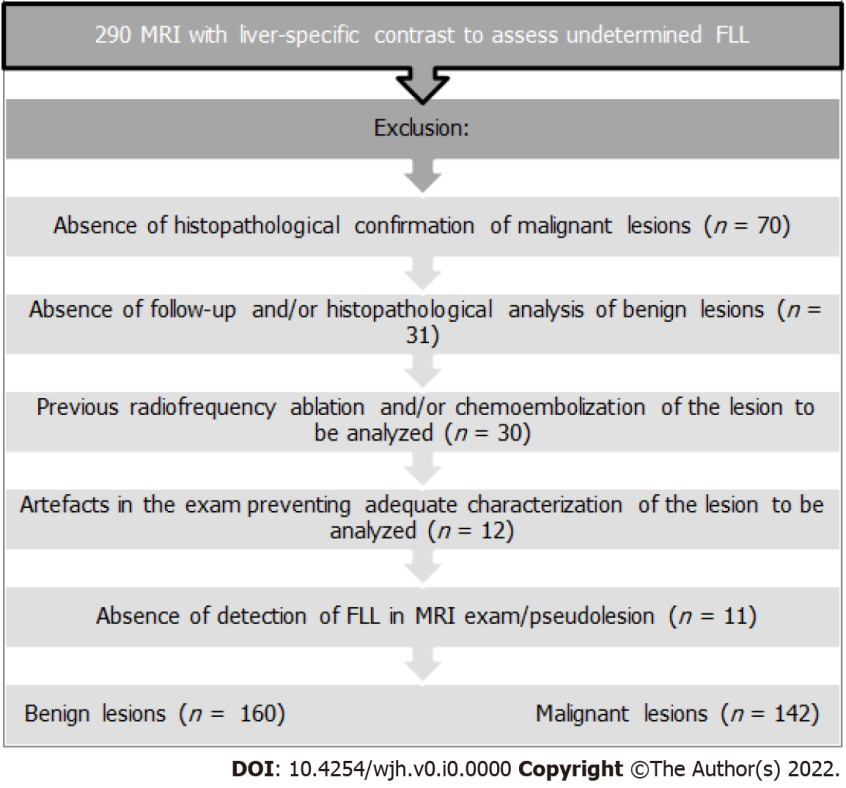 290 MRI with liver-specific contrast to assess undetermined FLL
Exclusion:
Absence of histopathological confirmation of malignant lesions (n = 70)
Absence of follow-up and/or histopathological analysis of benign lesions (n =
31)
Previous radiofrequency ablation and/or chemoembolization of the lesion to
be analyzed (n = 30)
Artefacts in the exam preventing adequate characterization of the lesion to be
analyzed (n = 12)
Absence of detection of FLL in MRI exam/pseudolesion (n = 11)
Benign lesions (n = 160) Malignant lesions (n = 142)
DOI: 10.4254/wjh.v0.i0.0000 Copyright ©The Author(s) 2022.